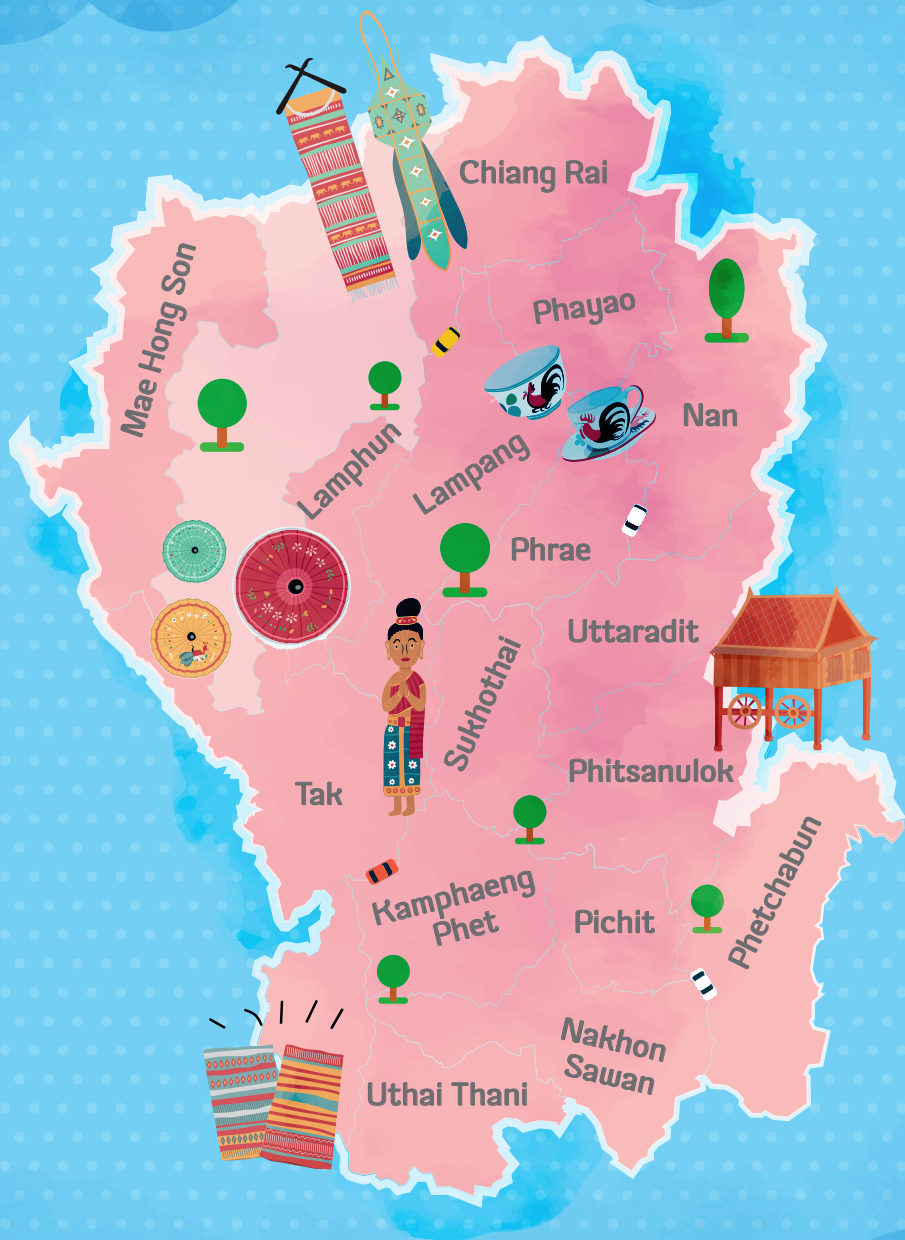 Chiang Rai
Mae Hong Son
Phayao
Nan
Lamphun
Lampang
Phrae
Uttaradit
Sukhothai
Phitsanulok
Tak
Kamphaeng
Phet
Pichit
Phetchabun
Nakhon
Sawan
Uthai Thani